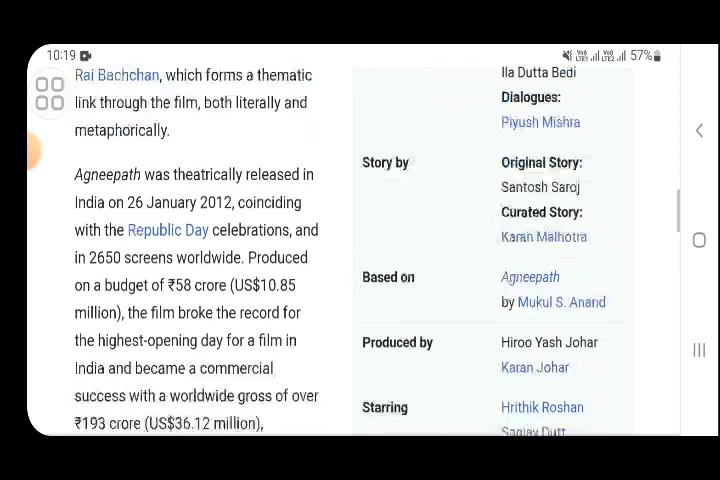 10:19
57%
Rai Bachchan, which forms a thematic
link through the film, both literally and
metaphorically.
Agneepath was theatrically released in
India on 26 January 2012, coinciding
with the Republic Day celebrations, and
in 2650 screens worldwide. Produced
on a budget of ₹58 crore (US$10.85
million), the film broke the record for
the highest-opening day for a film in
India and became a commercial
success with a worldwide gross of over
₹193 crore (US$36.12 million),
Ila Dutta Bedi
Dialogues:
Piyush Mishra
Story by
Original Story:
Santosh Saroj
Curated Story:
Karan Malhotra
Based on
Agneepath
by Mukul S. Anand
Produced by
Hiroo Yash Johar
Karan Johar
Starring
Hrithik Roshan
Sanjay Dutt